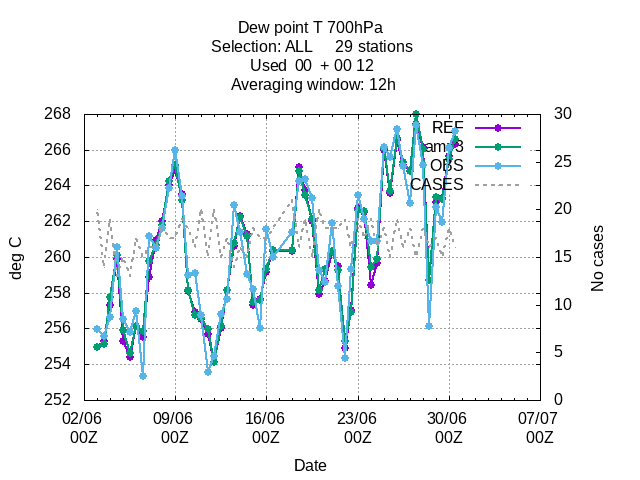 Dew point T 700hPa
Selection: ALL 29 stations
Used 00 + 00 12
Averaging window: 12h
268
266
264
262
260
258
256
254
252
30
25
20
15
10
5
0
REF
OBS
CASES
deg C
No cases
02/06 09/06 16/06 23/06 30/06 07/07
00Z 00Z 00Z 00Z 00Z 00Z
Date